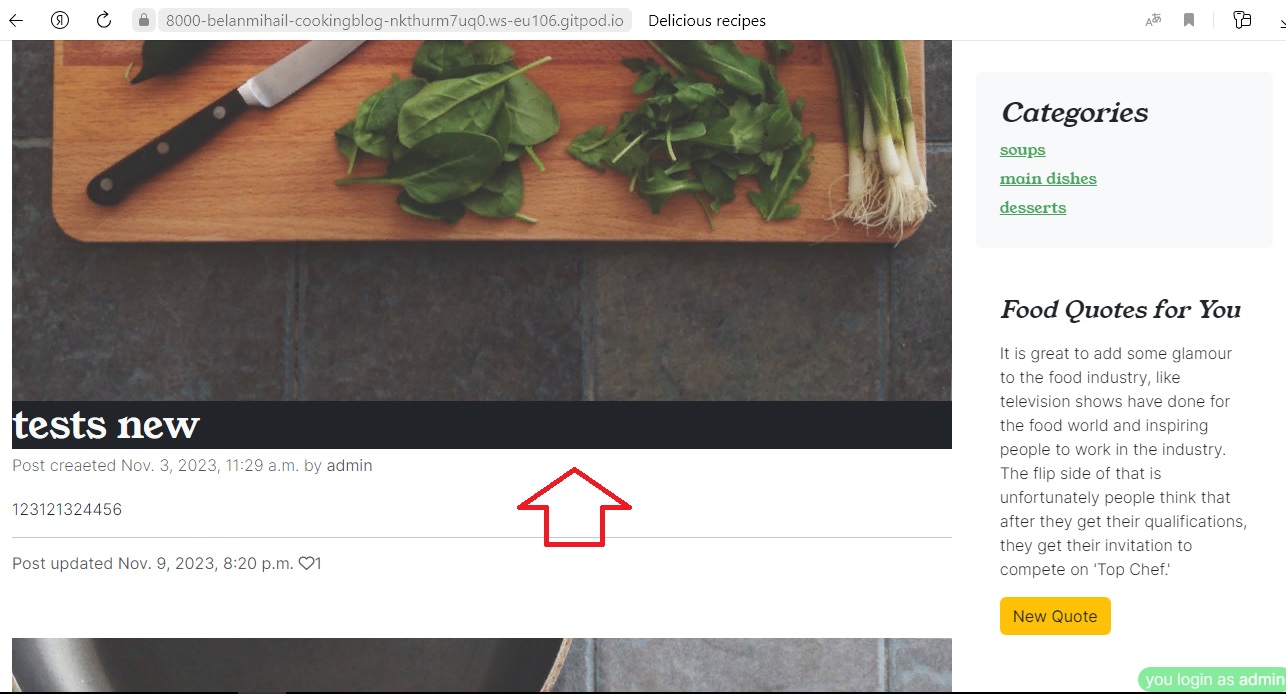 8000-belanmihail-cookingblog-nkthurm7uq0.ws-eu106.gitpod.io Delicious recipes
tests new
Post creaeted Nov. 3, 2023, 11:29 a.m. by admin
123121324456
Post updated Nov. 9, 2023, 8:20 p.m. 1
Categories
soups
main dishes
desserts
Food Quotes for You
It is great to add some glamour
to the food industry, like
television shows have done for
the food world and inspiring
people to work in the industry.
The flip side of that is
unfortunately people think that
after they get their qualifications,
they get their invitation to
compete on 'Top Chef.'
New Quote
you login as admin